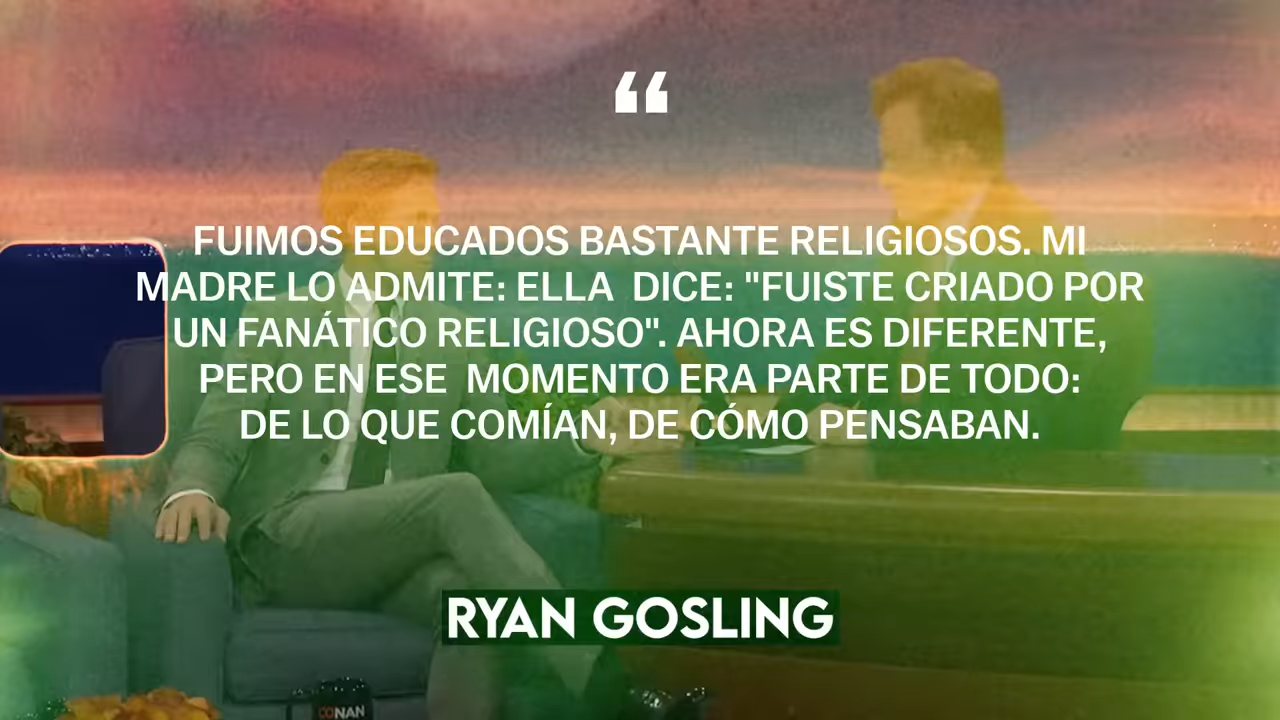 “
FUIMOS EDUCADOS BASTANTE RELIGIOSOS. MI
MADRE LO ADMITE: ELLA  DICE: "FUISTE CRIADO POR
UN FANÁTICO RELIGIOSO". AHORA ES DIFERENTE,
PERO EN ESE  MOMENTO ERA PARTE DE TODO:
DE LO QUE COMÍAN, DE CÓMO PENSABAN.
RYAN GOSLING
CONAN